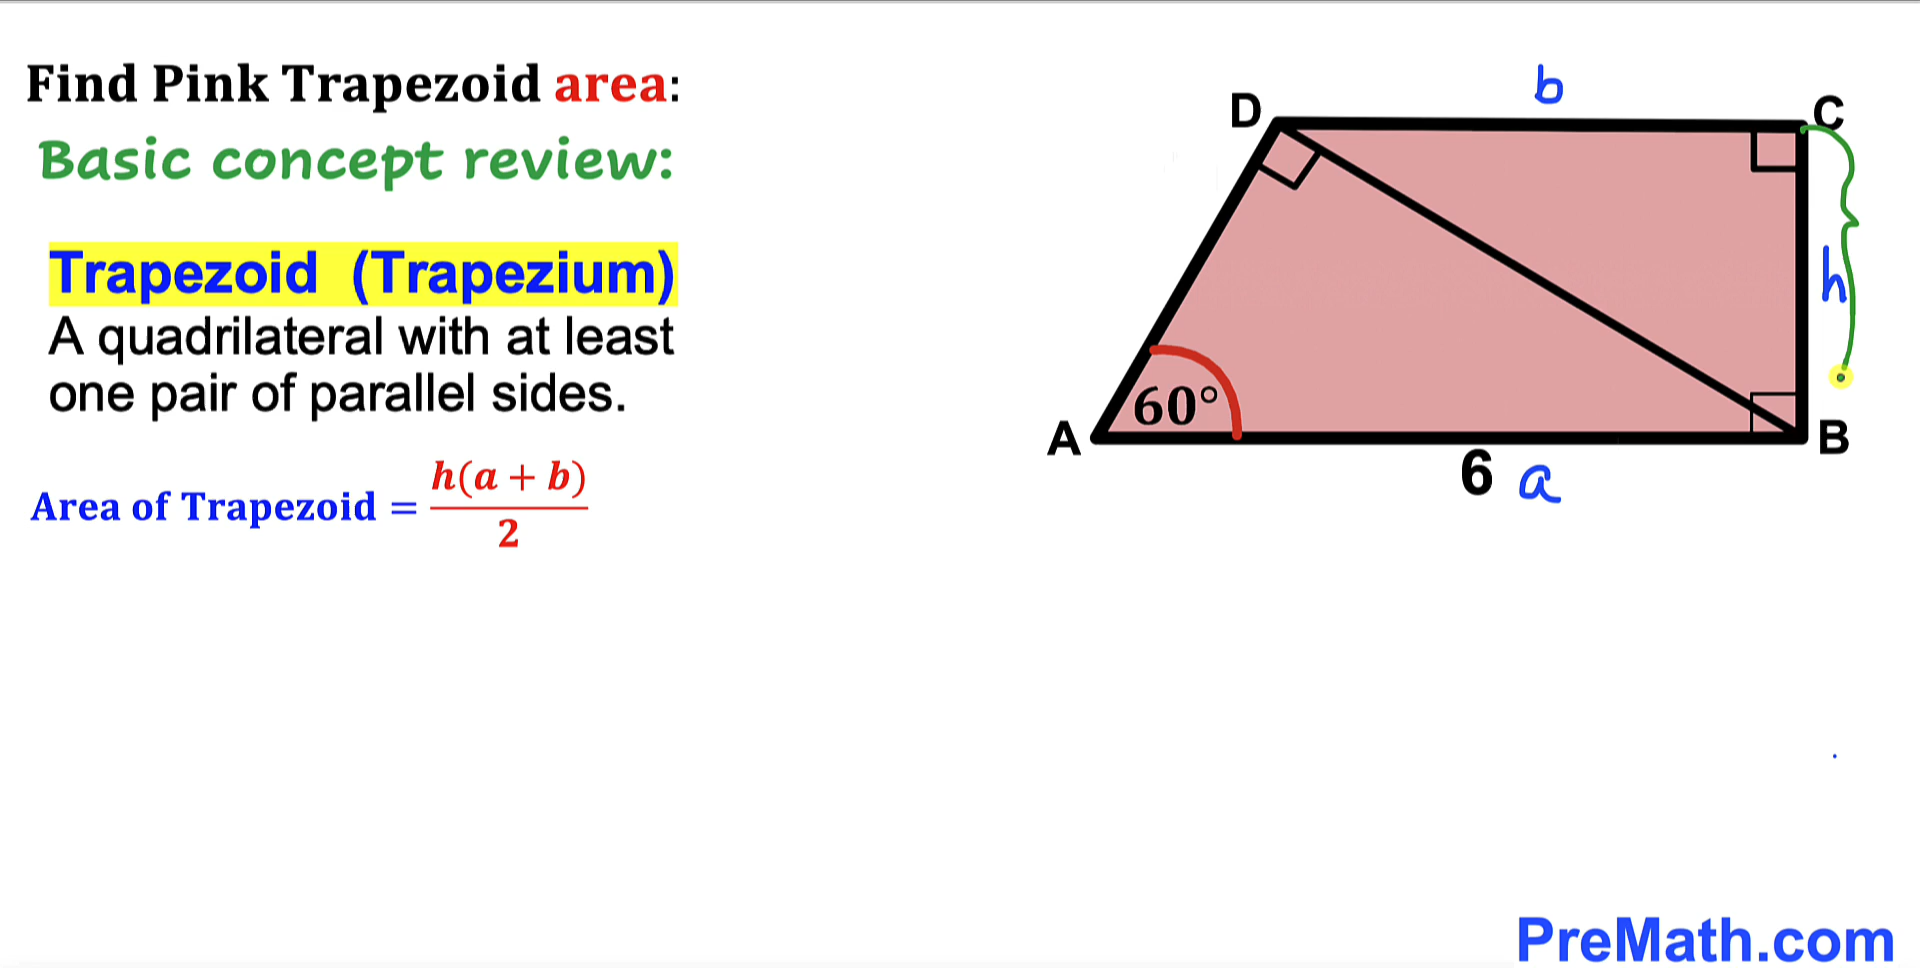 Find Pink Trapezoid area:
Basic concept review:
Trapezoid (Trapezium)
A quadrilateral with at least
one pair of parallel sides.
Area of Trapezoid = h(a + b)
2
D
b
C
h
60°
A
B
6 a
PreMath.com